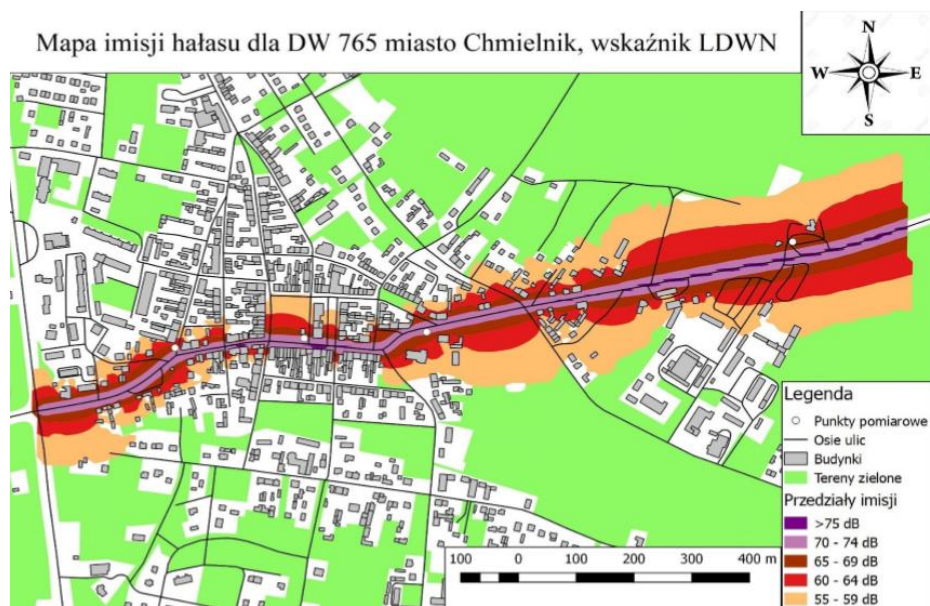 Mapa imisji hałasu dla DW 765 miasto Chmielnik, wskaźnik LDWN
N
W E
S
Legenda
Punkty pomiarowe
Osie ulic
Budynki
Tereny zielone
Przedziały imisji
>75 dB
70 - 74 dB
65 - 69 dB
60 - 64 dB
55 - 59 dB
100 0 100 200 300 400 m